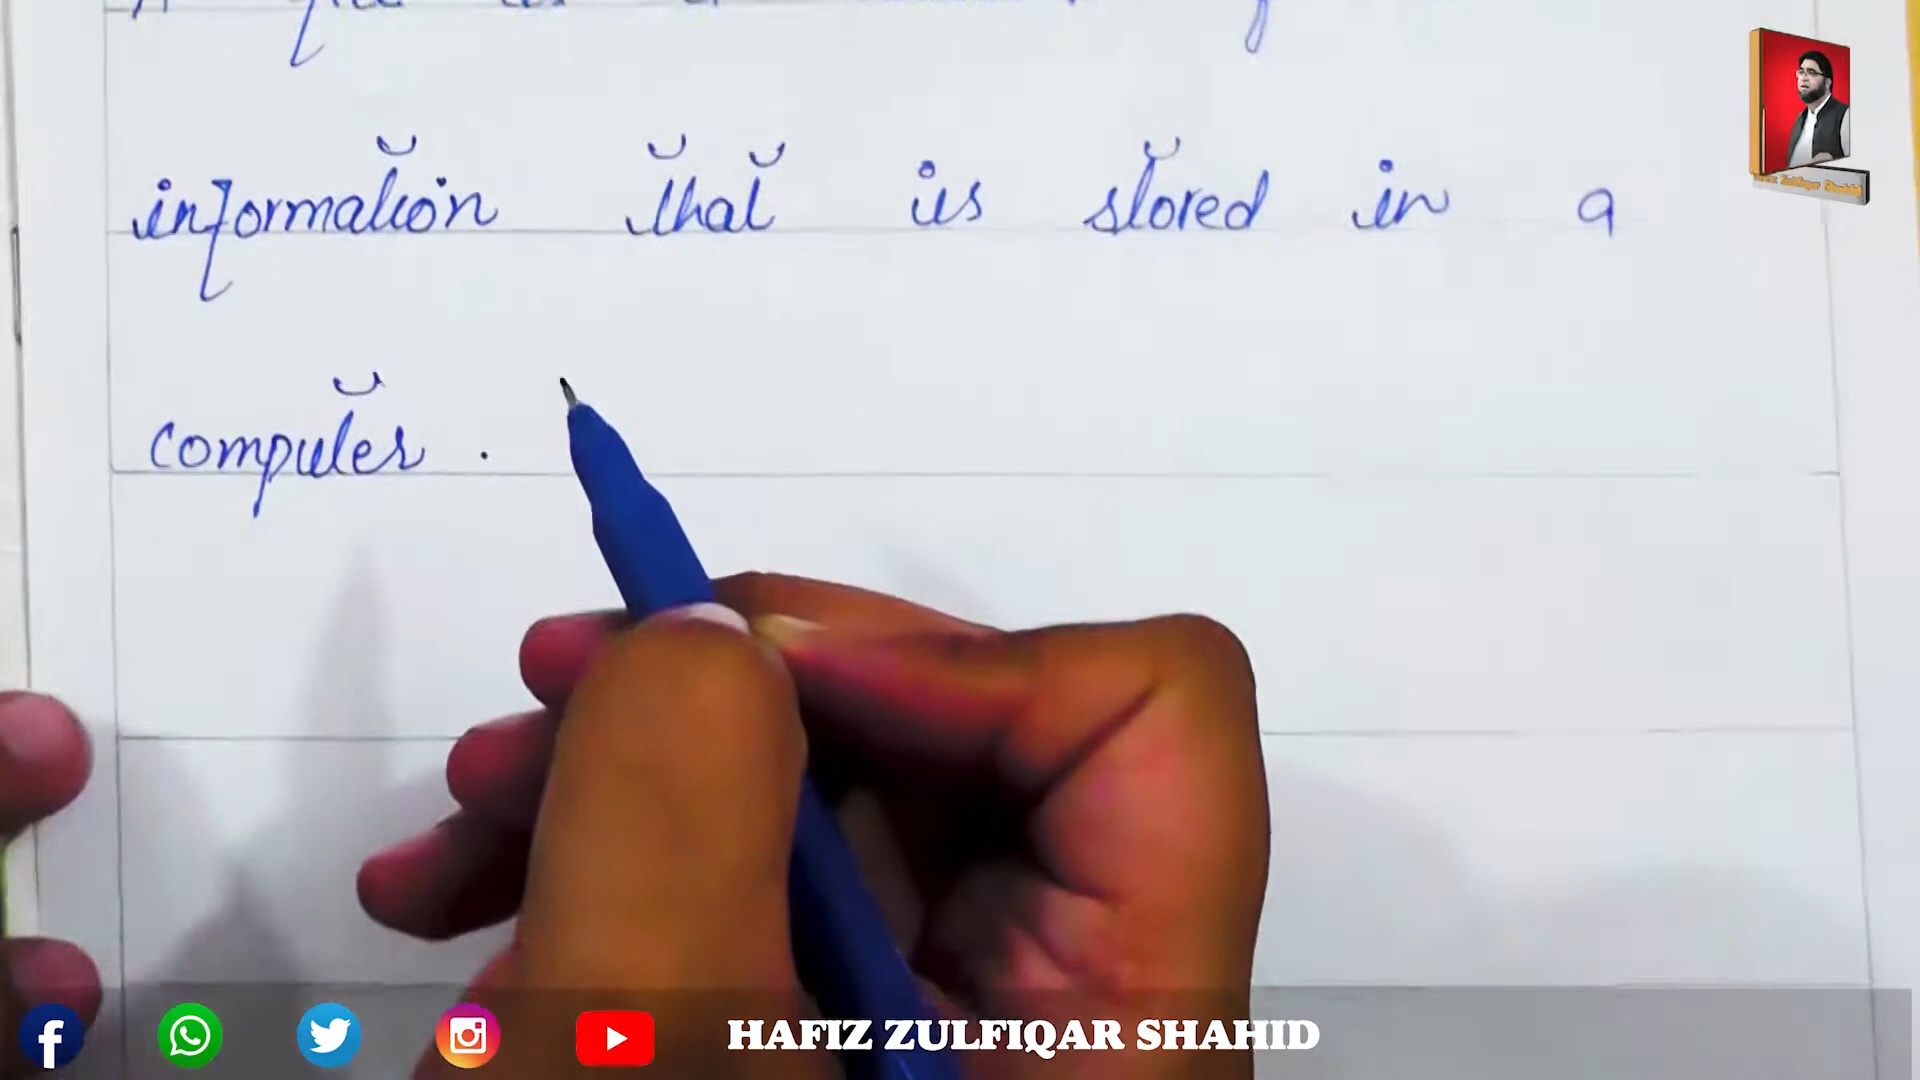 information that is stored in a
computer .
HAFIZ ZULFIQAR SHAHID